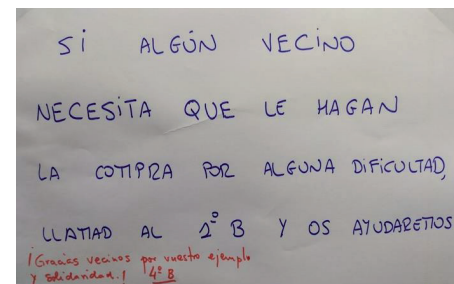 Si ALGÚN VECINO
NECESITA QUE LE HAGAN
LA COMPRA POR ALGUNA DIFICULTAD,
LLAMAD AL 2º B Y OS AYUDAREMOS
¡Gracias vecinos por vuestro ejemplo
y solidaridad.! 4º B